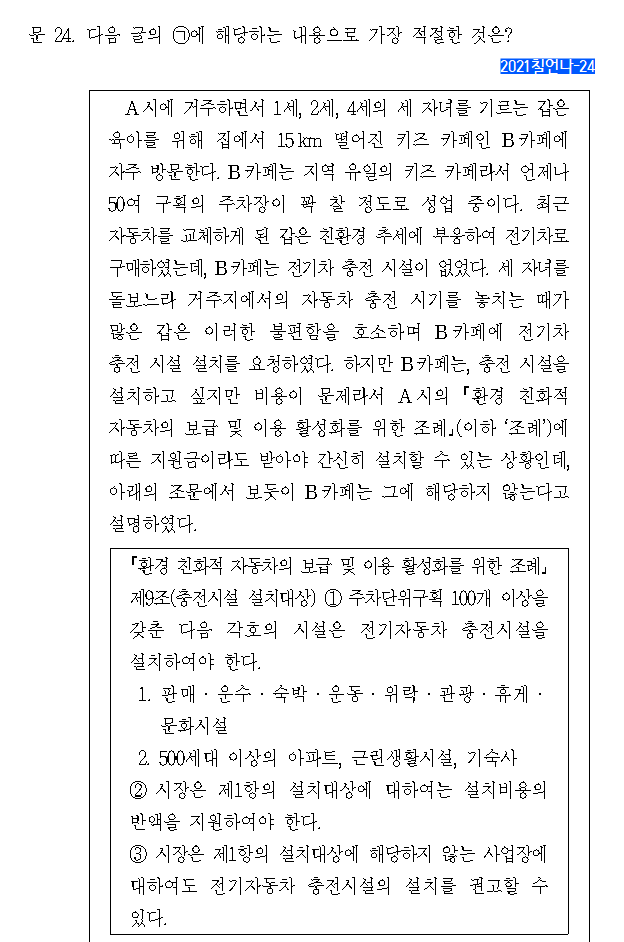 문 24. 다음 글의 ㉠에 해당하는 내용으로 가장 적절한 것은?
2021침언나-24
A시에 거주하면서 1세, 2세, 4세의 세 자녀를 기르는 갑은
육아를 위해 집에서 15km 떨어진 키즈 카페인 B카페에
자주 방문한다. B카페는 지역 유일의 키즈 카페라서 언제나
50여 구획의 주차장이 꽉 찰 정도로 성업 중이다. 최근
자동차를 교체하게 된 갑은 친환경 추세에 부응하여 전기차로
구매하였는데, B카페는 전기차 충전 시설이 없었다. 세 자녀를
돌보느라 거주지에서의 자동차 충전 시기를 놓치는 때가
많은 갑은 이러한 불편함을 호소하며 B카페에 전기차
충전 시설 설치를 요청하였다. 하지만 B카페는, 충전 시설을
설치하고 싶지만 비용이 문제라서 A시의 「환경 친화적
자동차의 보급 및 이용 활성화를 위한 조례」(이하 ‘조례’)에
따른 지원금이라도 받아야 간신히 설치할 수 있는 상황인데,
아래의 조문에서 보듯이 B카페는 그에 해당하지 않는다고
설명하였다.
「환경 친화적 자동차의 보급 및 이용 활성화를 위한 조례」
제9조(충전시설 설치대상) ① 주차단위구획 100개 이상을
갖춘 다음 각호의 시설은 전기자동차 충전시설을
설치하여야 한다.
1. 판매·운수·숙박·운동·위락·관광·휴게·
문화시설
2. 500세대 이상의 아파트, 근린생활시설, 기숙사
② 시장은 제1항의 설치대상에 대하여는 설치비용의
반액을 지원하여야 한다.
③ 시장은 제1항의 설치대상에 해당하지 않는 사업장에
대하여도 전기자동차 충전시설의 설치를 권고할 수
있다.